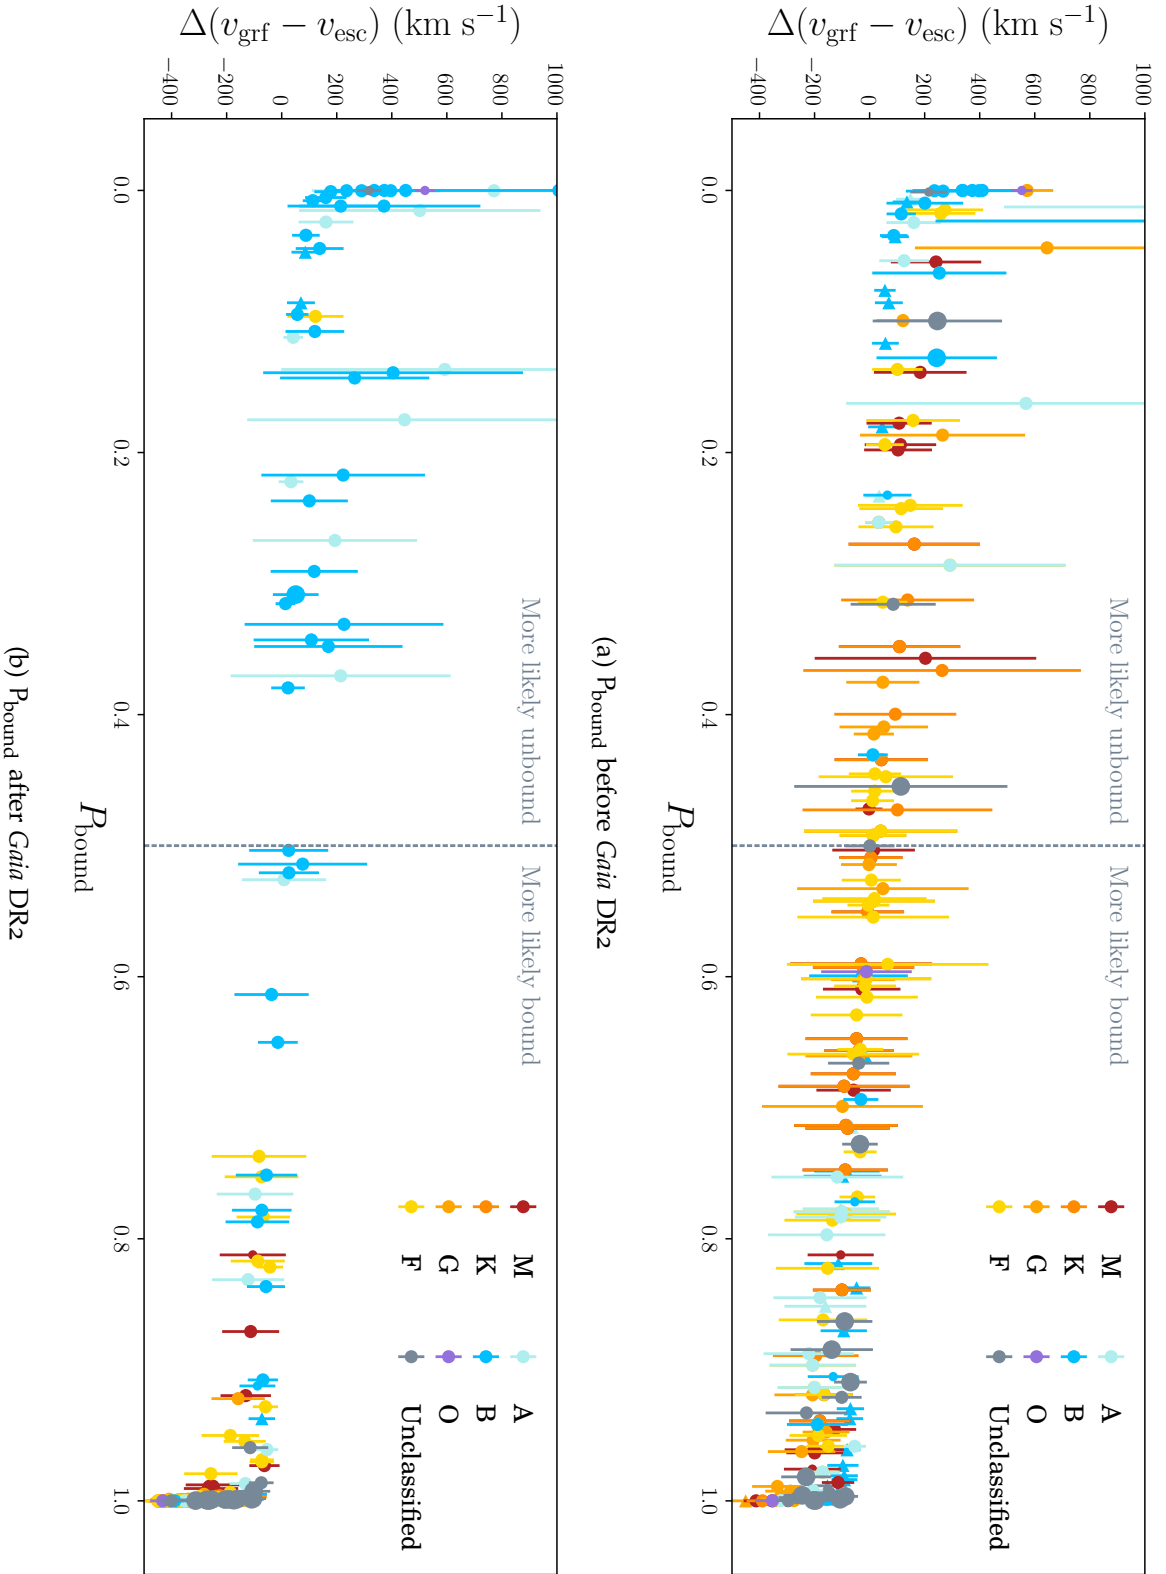 1000
800
600
400
200
0
−200
−400
Δ(v_grf − v_esc) (km s⁻¹)
More likely unbound
More likely bound
M
K
G
F
A
B
O
Unclassified
0.0
0.2
0.4
0.6
0.8
1.0
P_bound
(a) P_bound before Gaia DR2
1000
800
600
400
200
0
−200
−400
Δ(v_grf − v_esc) (km s⁻¹)
More likely unbound
More likely bound
M
K
G
F
A
B
O
Unclassified
0.0
0.2
0.4
0.6
0.8
1.0
P_bound
(b) P_bound after Gaia DR2